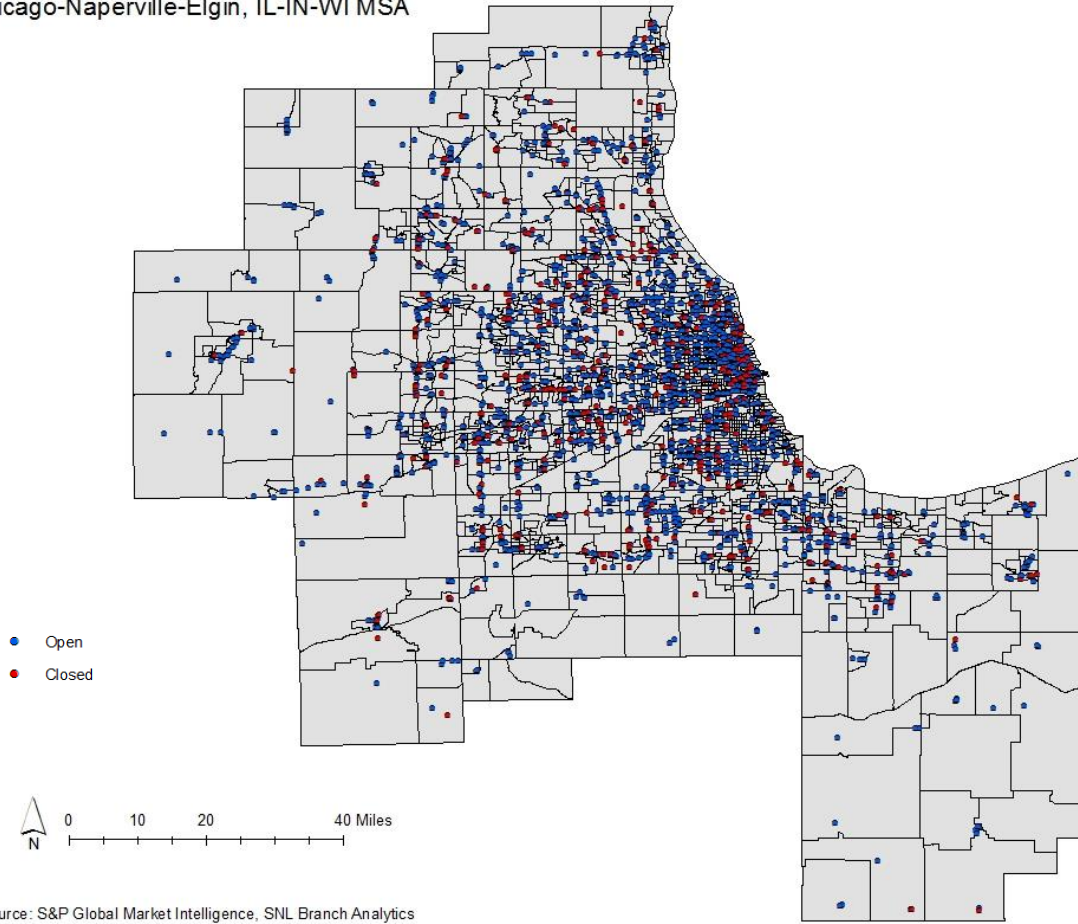 icago-Naperville-Elgin, IL-IN-WI MSA
Open
Closed
0 10 20 40 Miles
N
urce: S&P Global Market Intelligence, SNL Branch Analytics